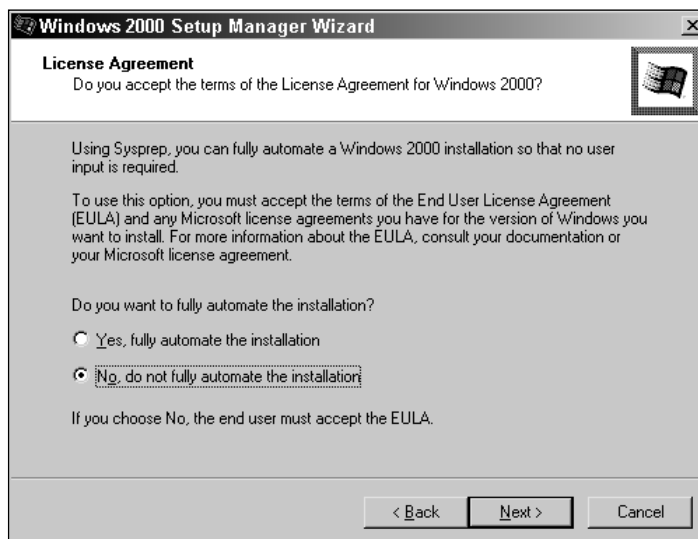 Windows 2000 Setup Manager Wizard
License Agreement
Do you accept the terms of the License Agreement for Windows 2000?
Using Sysprep, you can fully automate a Windows 2000 installation so that no user
input is required.
To use this option, you must accept the terms of the End User License Agreement
(EULA) and any Microsoft license agreements you have for the version of Windows you
want to install. For more information about the EULA, consult your documentation or
your Microsoft license agreement.
Do you want to fully automate the installation?
Yes, fully automate the installation
No, do not fully automate the installation
If you choose No, the end user must accept the EULA.
< Back Next > Cancel